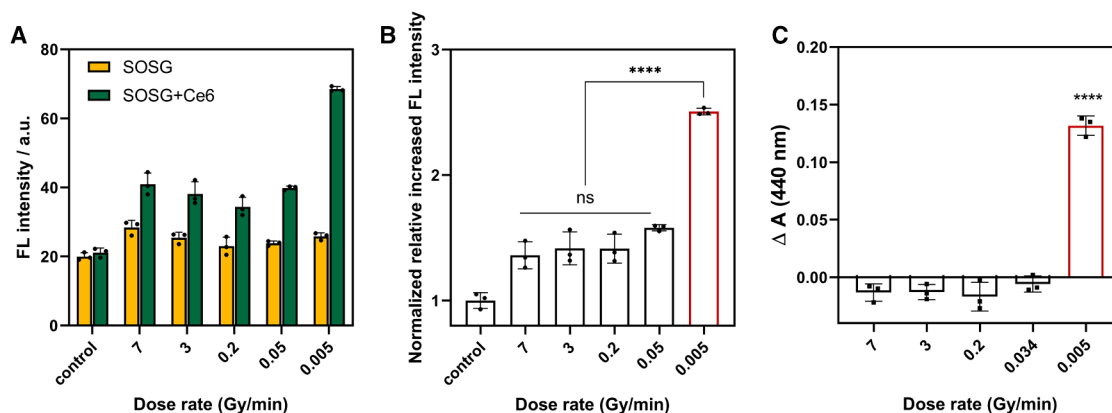 A
80
60
40
20
0
FL intensity / a.u.
SOSG
SOSG+Ce6
control
7
3
0.2
0.05
0.005
Dose rate (Gy/min)
B
3
2
1
Normalized relative increased FL intensity
****
ns
control
7
3
0.2
0.05
0.005
Dose rate (Gy/min)
C
0.20
0.15
0.10
0.05
0.00
Δ A (440 nm)
****
7
3
0.2
0.034
0.005
Dose rate (Gy/min)